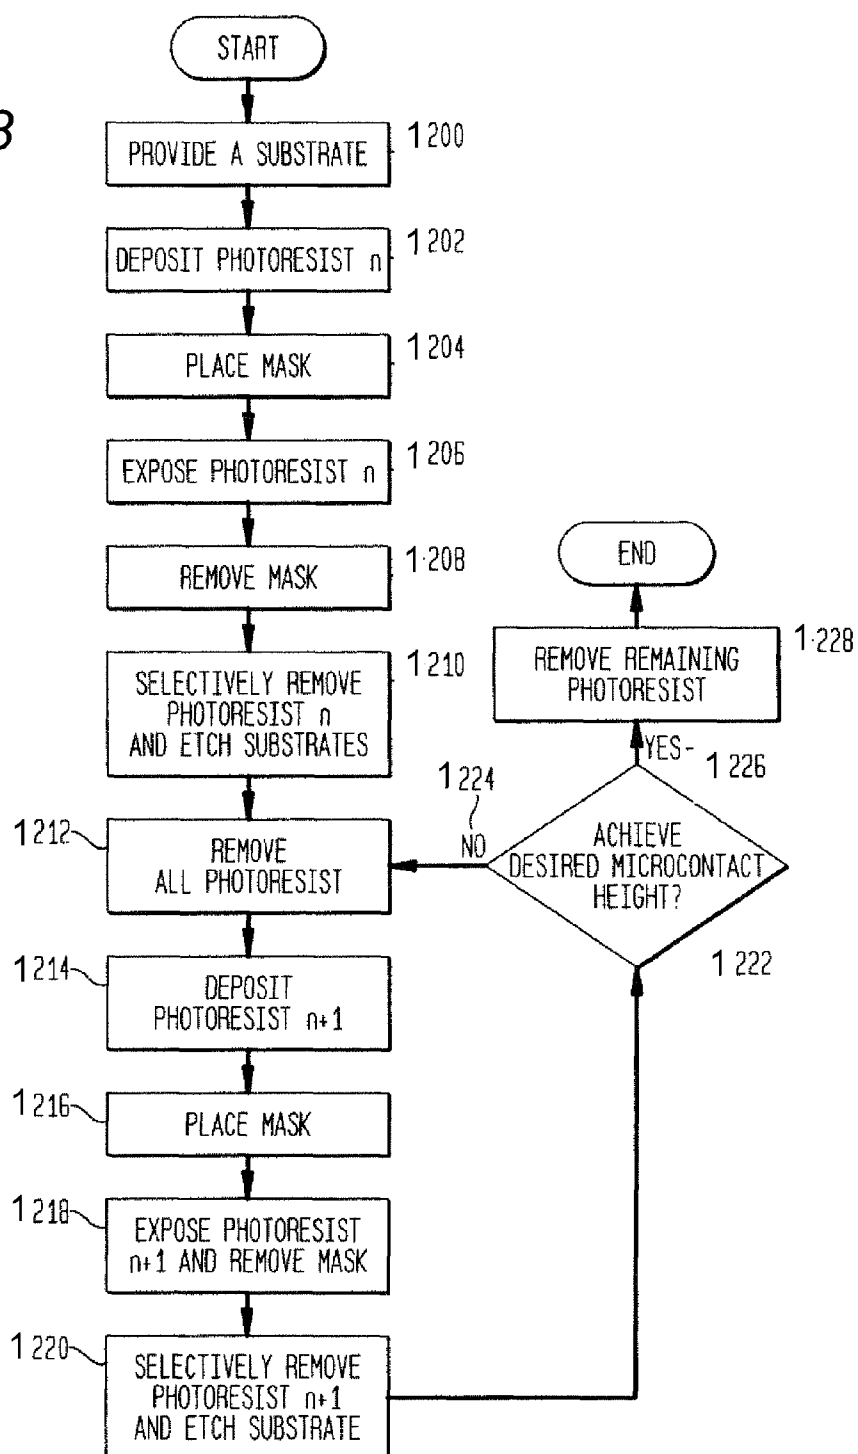 3
START
PROVIDE A SUBSTRATE
1200
DEPOSIT PHOTORESIST n
1202
PLACE MASK
1204
EXPOSE PHOTORESIST n
1206
REMOVE MASK
1208
SELECTIVELY REMOVE
PHOTORESIST n
AND ETCH SUBSTRATES
1210
1212
REMOVE
ALL PHOTORESIST
1214
DEPOSIT
PHOTORESIST n+1
1216
PLACE MASK
1218
EXPOSE PHOTORESIST
n+1 AND REMOVE MASK
1220
SELECTIVELY REMOVE
PHOTORESIST n+1
AND ETCH SUBSTRATE
ACHIEVE
DESIRED MICROCONTACT
HEIGHT?
1222
NO
1224
YES
1226
REMOVE REMAINING
PHOTORESIST
1228
END